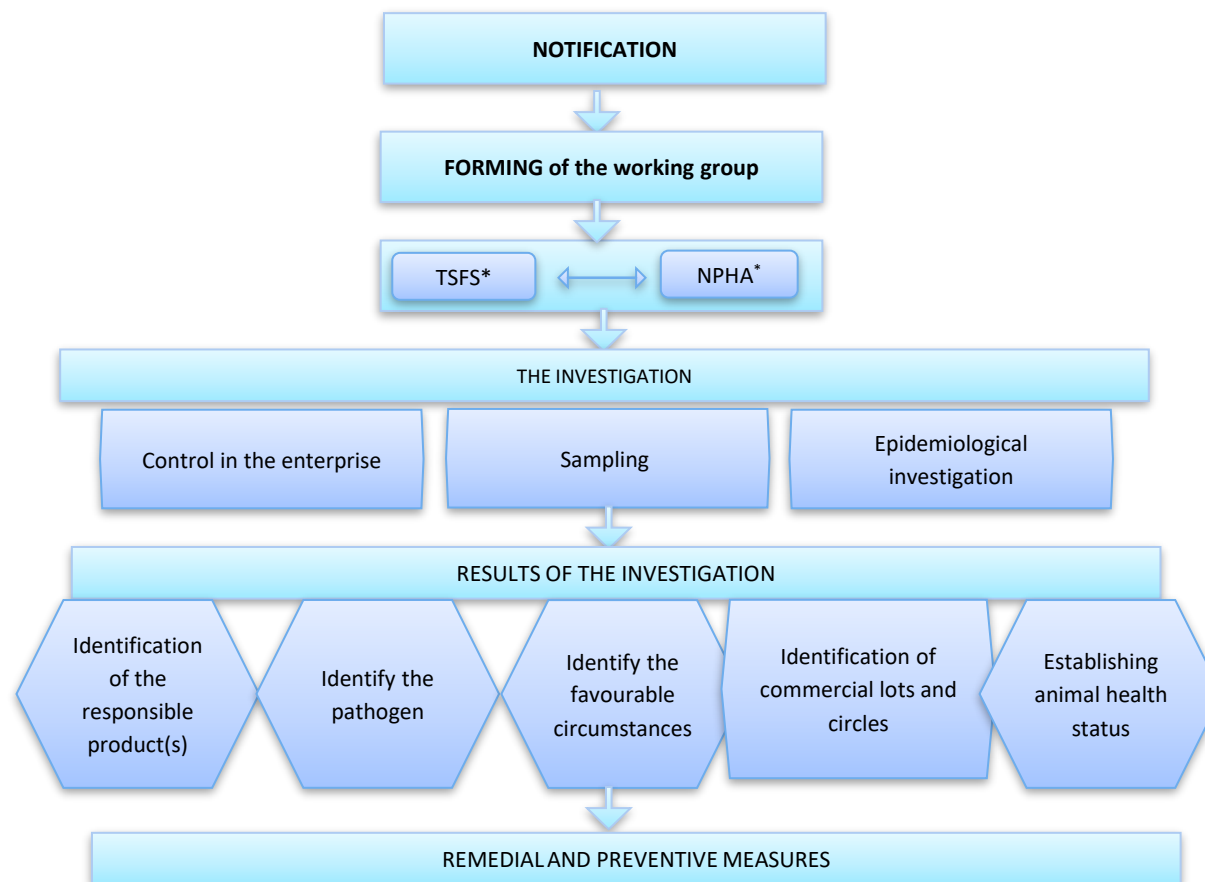 NOTIFICATION
FORMING of the working group
TSFS*
NPHA*
THE INVESTIGATION
Control in the enterprise
Sampling
Epidemiological
investigation
RESULTS OF THE INVESTIGATION
Identification
of the
responsible
product(s)
Identify the
pathogen
Identify the
favourable
circumstances
Identification of
commercial lots and
circles
Establishing
animal health
status
REMEDIAL AND PREVENTIVE MEASURES